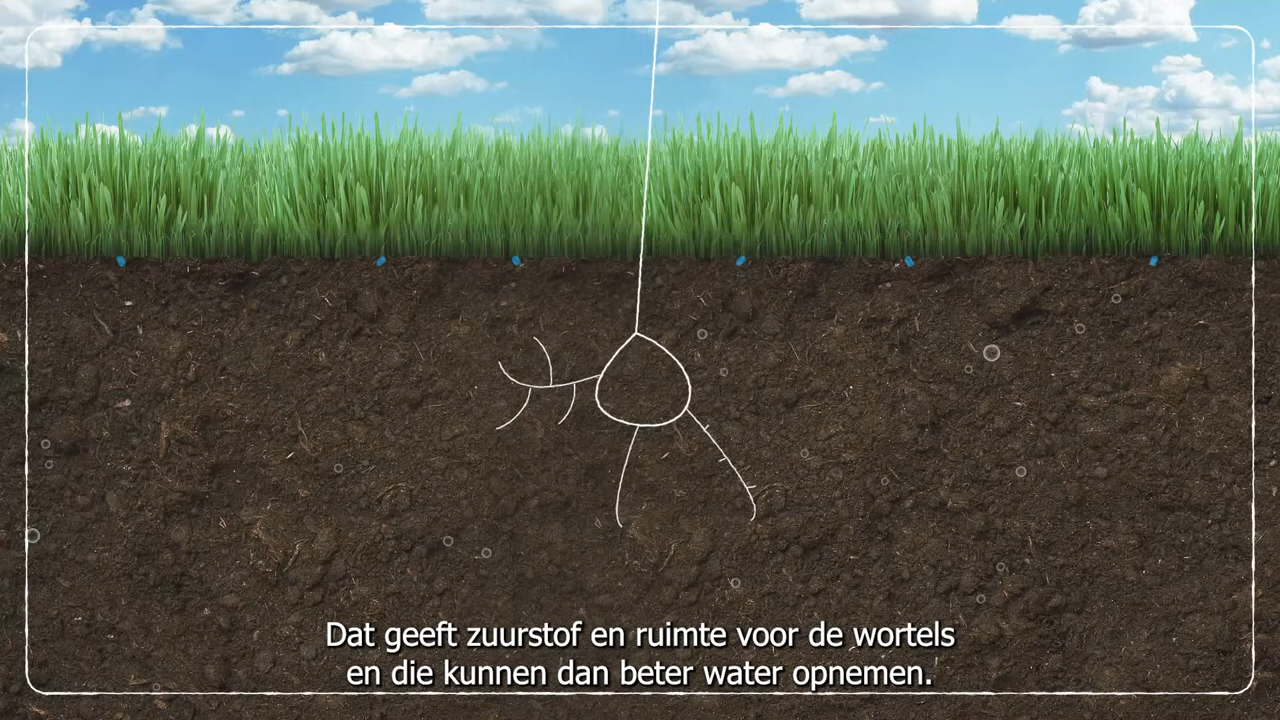 Dat geeft zuurstof en ruimte voor de wortels
en die kunnen dan beter water opnemen.